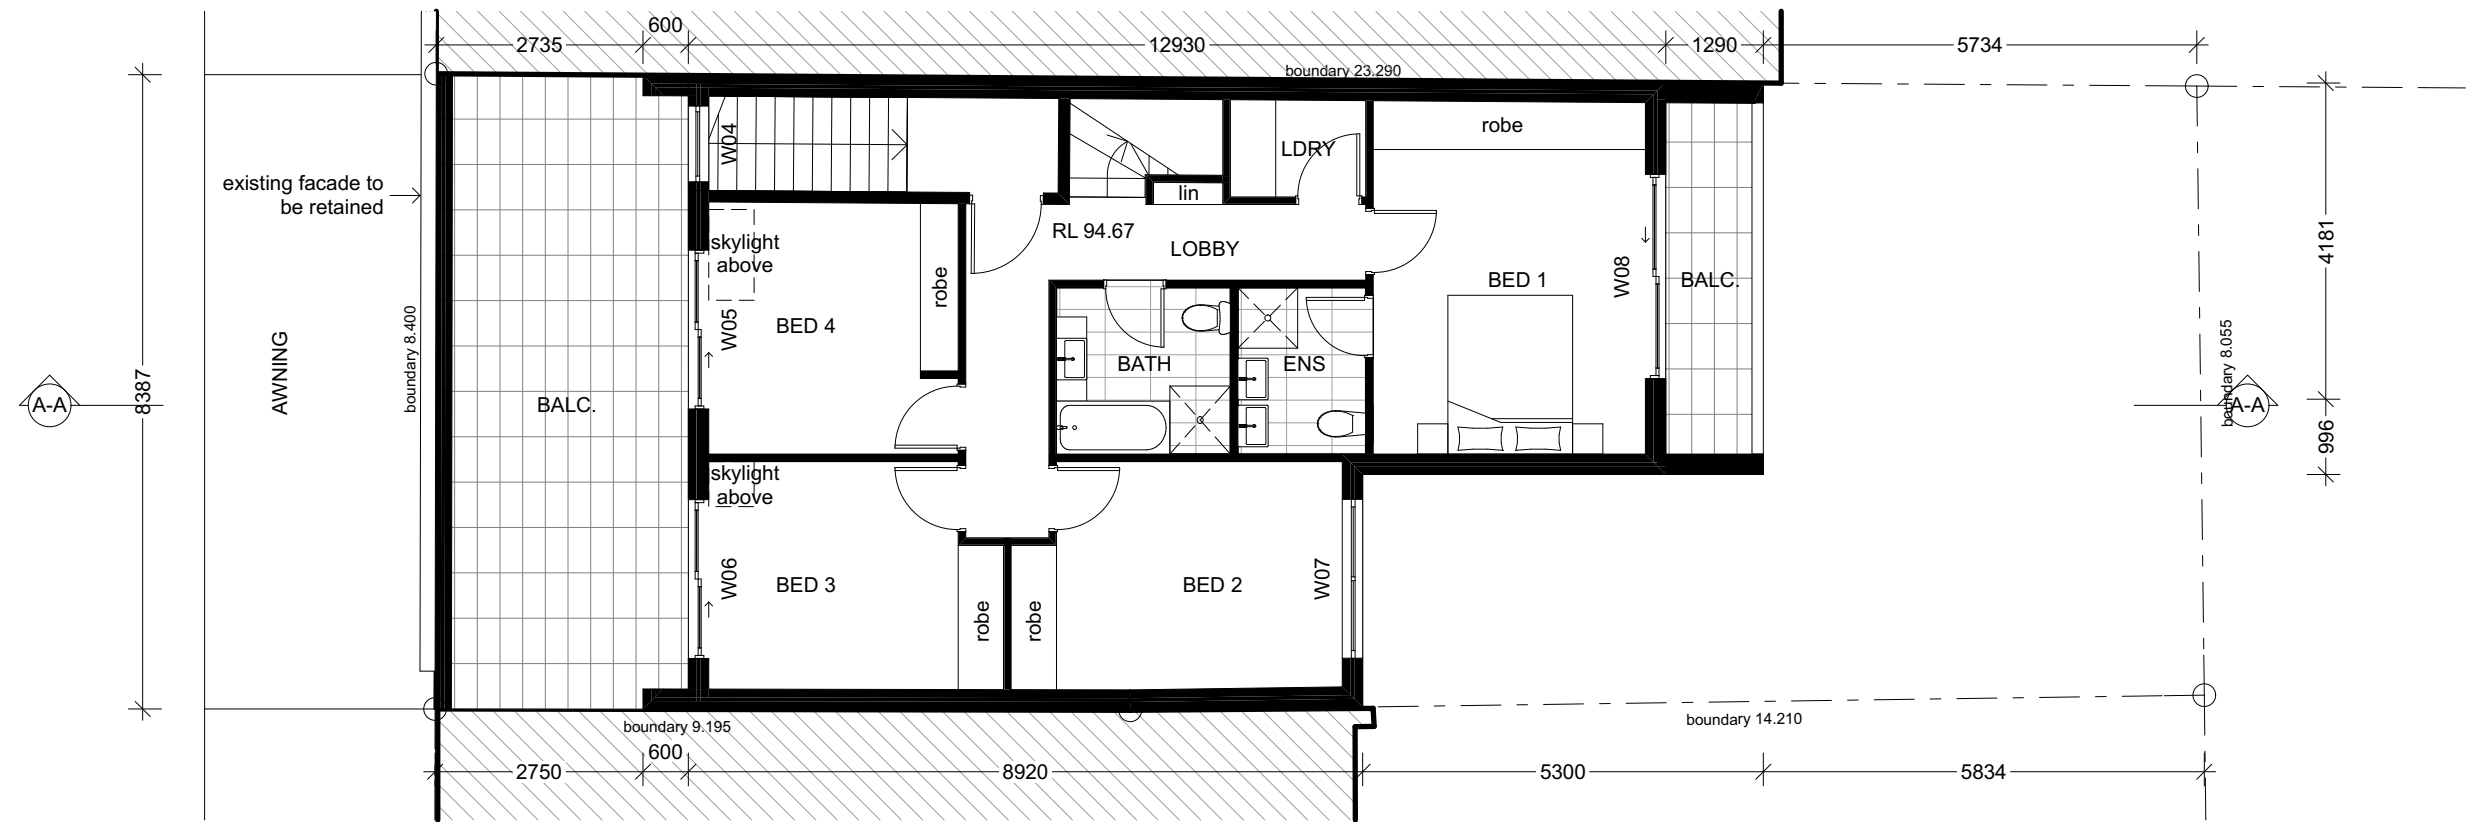 600
2735
12930
1290
5734
boundary 23.290
W04
LDRY
robe
existing facade to
be retained
lin
RL 94.67
LOBBY
skylight
above
robe
BED 4
W05
BED 1
W08
BALC.
4181
boundary 8.400
AWNING
8387
A-A
BALC.
BATH
ENS
boundary 8.055
A-A
996
skylight
above
BED 3
W06
robe
robe
BED 2
W07
boundary 9.195
boundary 14.210
600
2750
8920
5300
5834